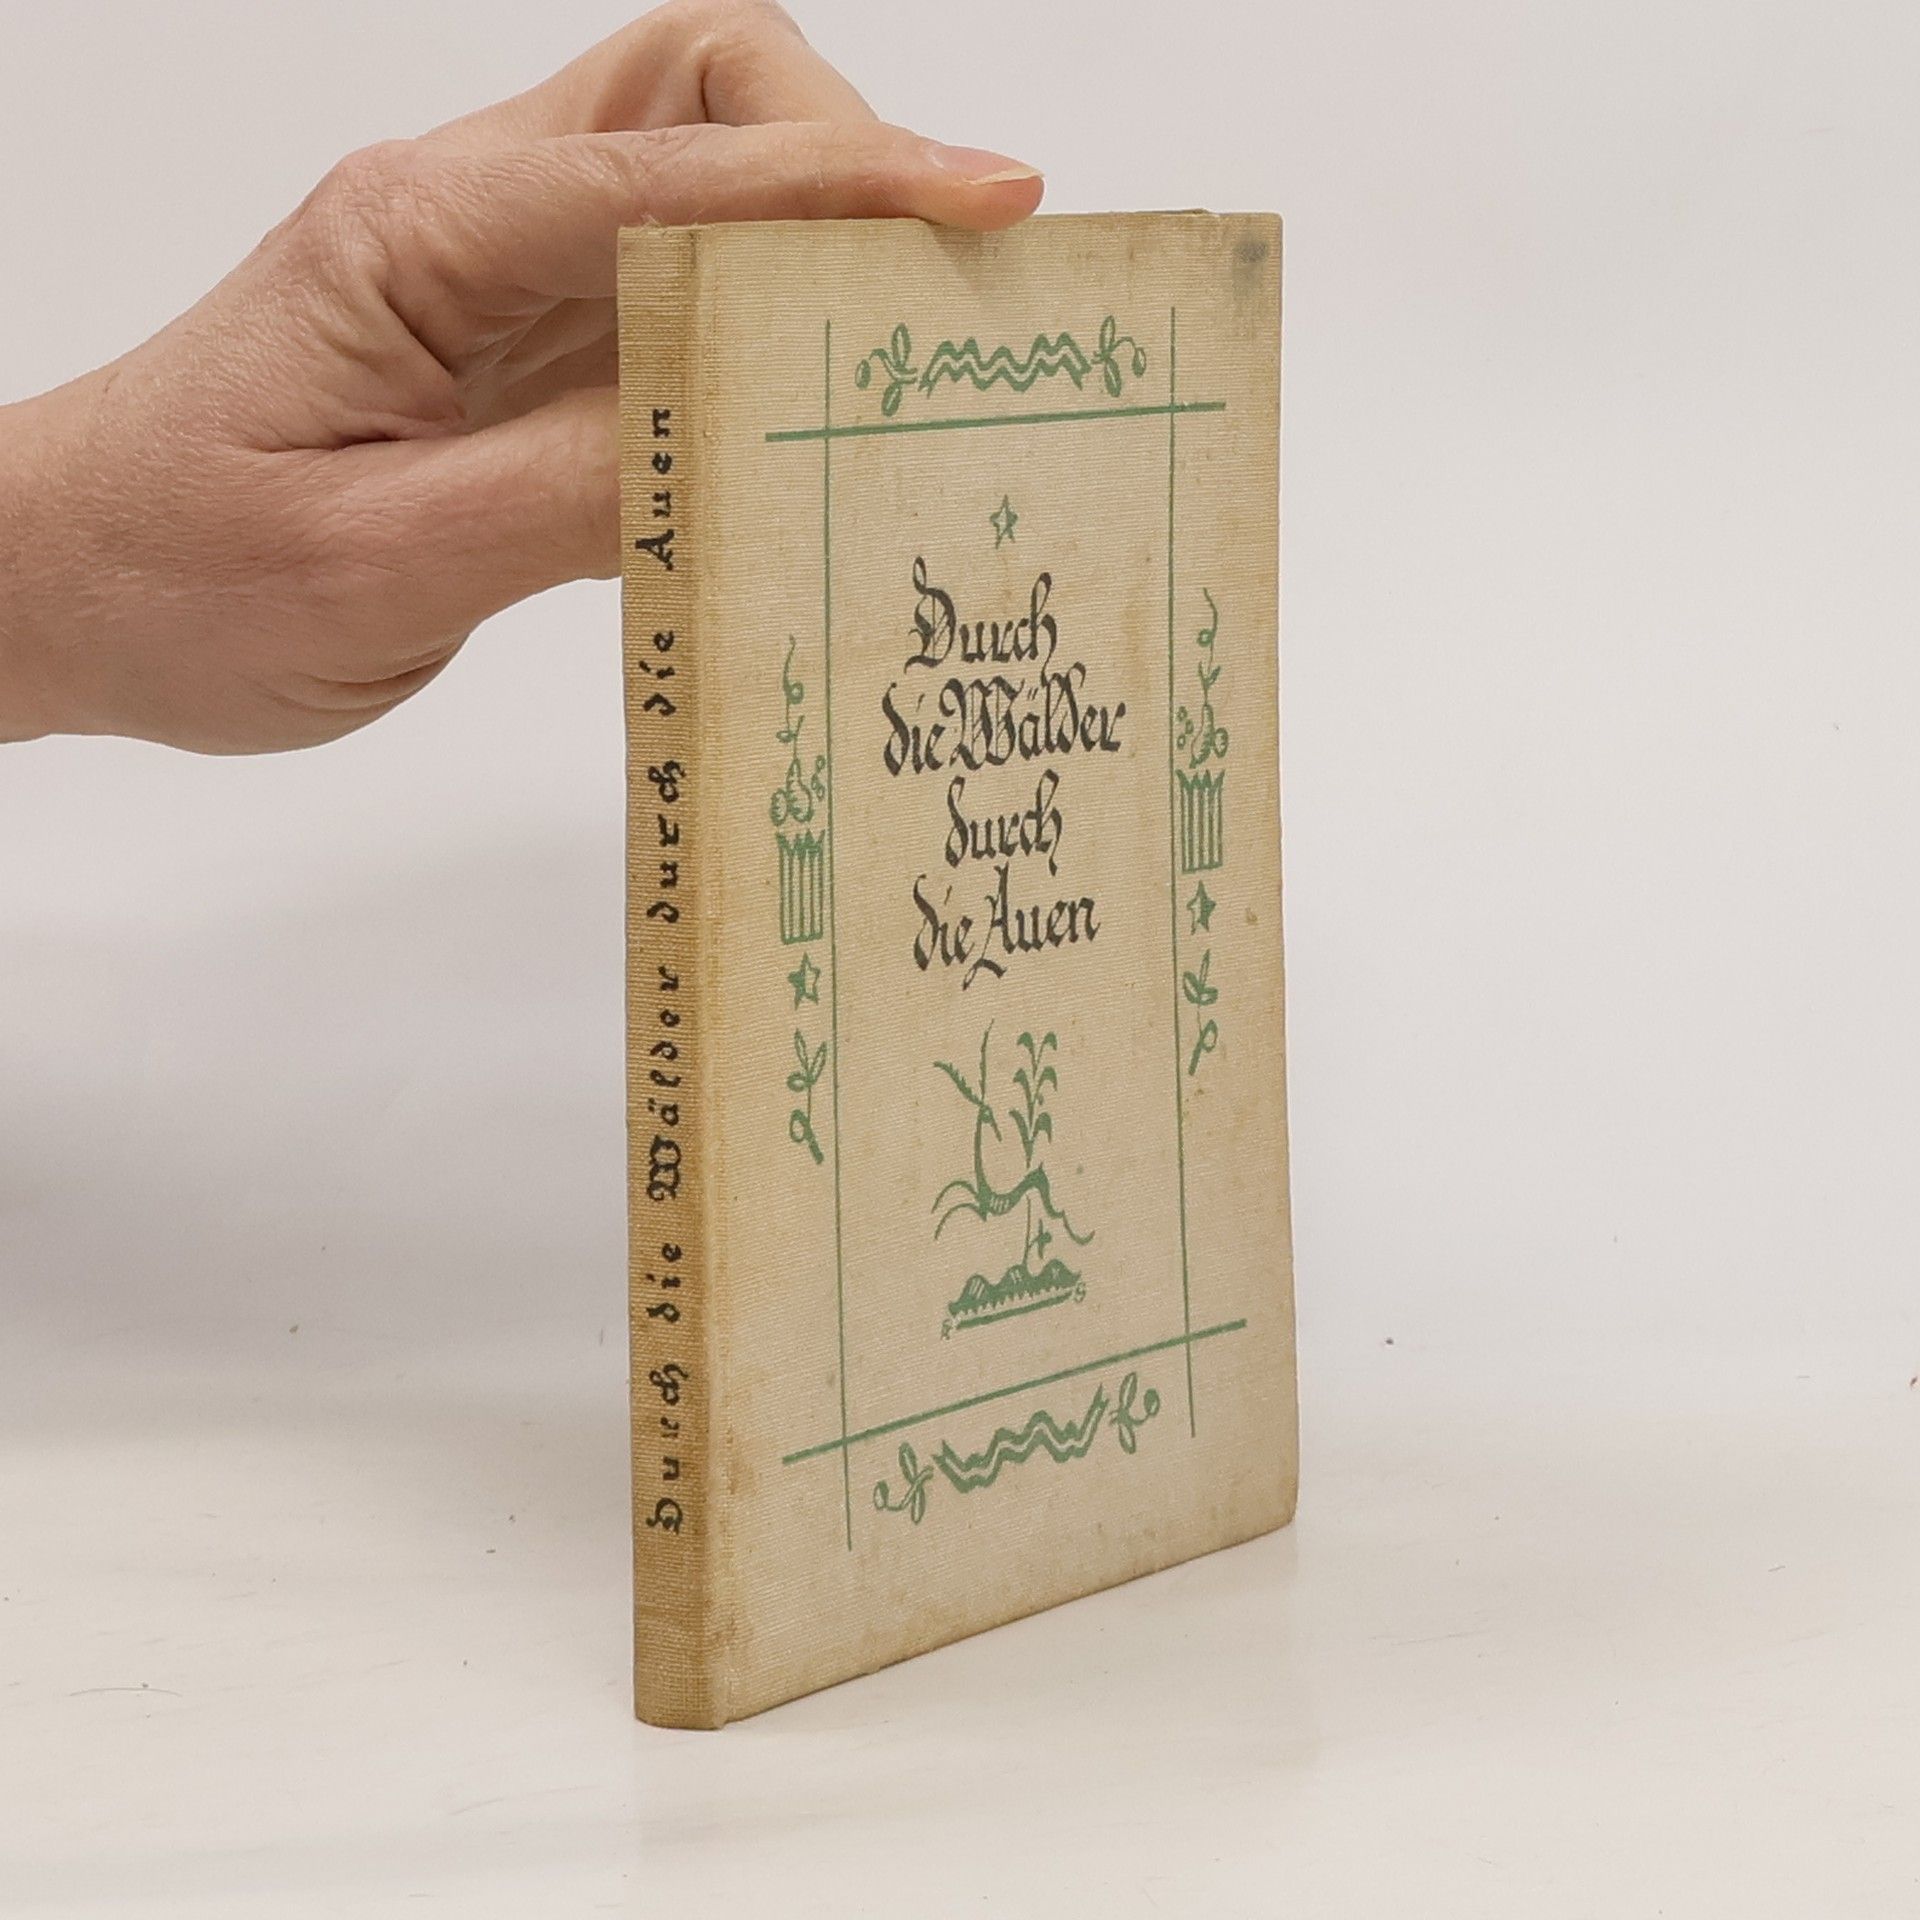 Durch die Wälder durch die Auen
Durch
die Wälder
durch
die Auen
R S